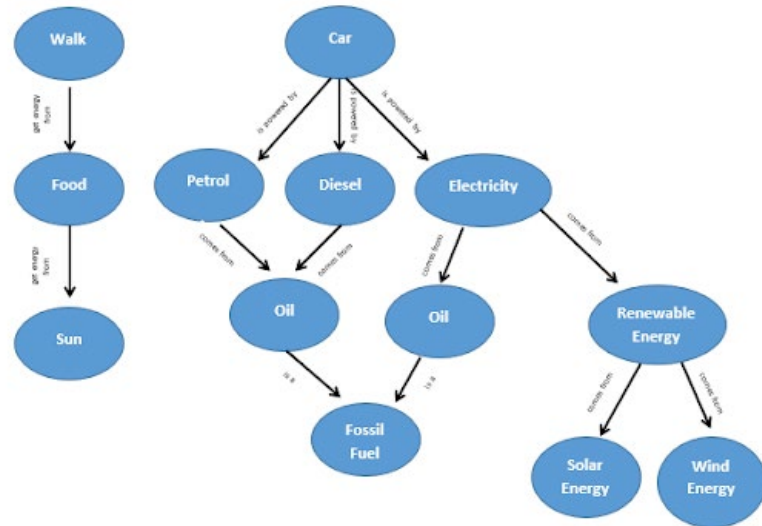 Walk
Car
get energy
from
is powered by
is powered by
is powered by
Food
Petrol
Diesel
Electricity
get energy
from
comes from
comes from
comes from
comes from
Sun
Oil
Oil
Renewable
Energy
is a
is a
comes from
comes from
Fossil
Fuel
Solar
Energy
Wind
Energy